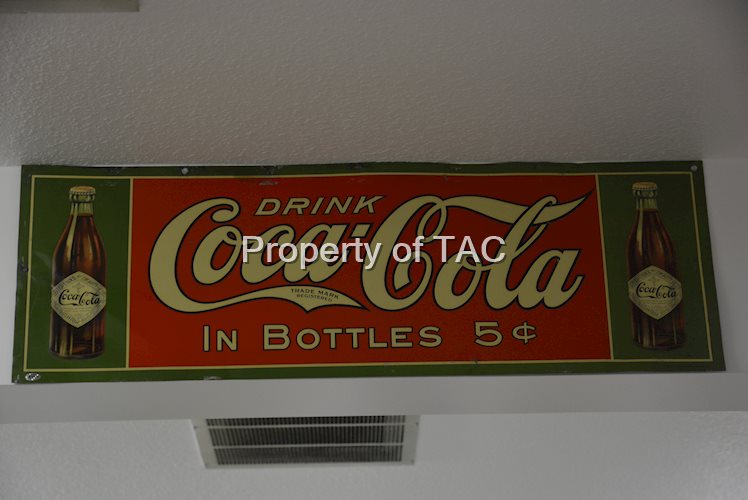 DRINK
Coca-Cola
Property of TAC
TRADE MARK
REGISTERED
IN BOTTLES 5¢
Coca-Cola
Coca-Cola